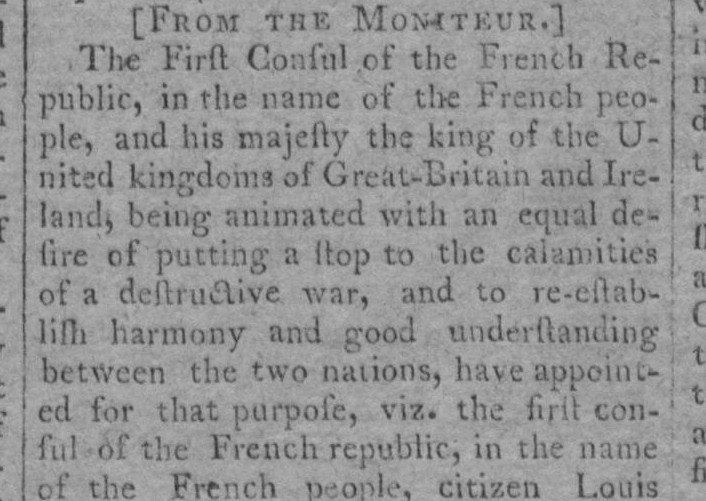 [FROM THE MONITEUR.]
The Firſt Conſul of the French Re-
public, in the name of the French peo-
ple, and his majeſty the king of the U-
nited kingdoms of Great-Britain and Ire-
land, being animated with an equal de-
ſire of putting a ſtop to the calamities
of a deſtructive war, and to re-eſtab-
liſh harmony and good underſtanding
between the two nations, have appoint-
ed for that purpoſe, viz. the firſt con-
ſul of the French republic, in the name
of the French people, citizen Louis